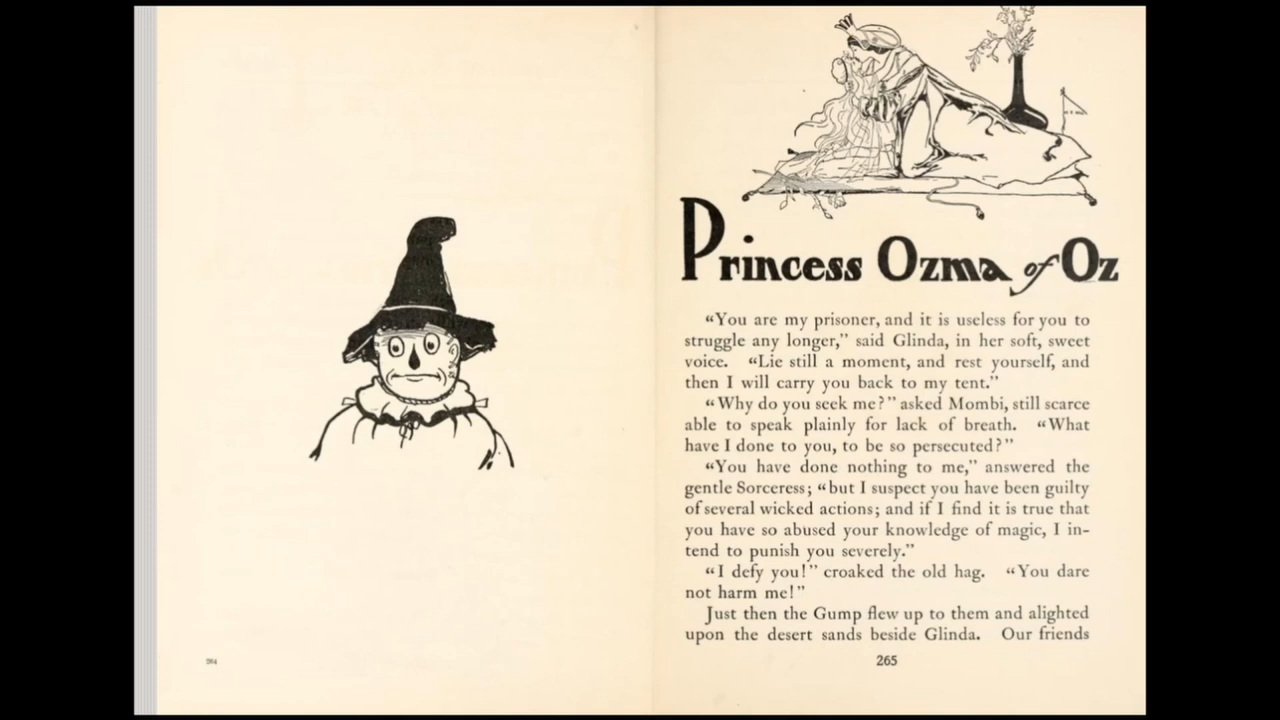 Princess Ozma of Oz
“You are my prisoner, and it is useless for you to
struggle any longer,” said Glinda, in her soft, sweet
voice. “Lie still a moment, and rest yourself, and
then I will carry you back to my tent.”
“Why do you seek me?” asked Mombi, still scarce
able to speak plainly for lack of breath. “What
have I done to you, to be so persecuted?”
“You have done nothing to me,” answered the
gentle Sorceress; “but I suspect you have been guilty
of several wicked actions; and if I find it is true that
you have so abused your knowledge of magic, I in-
tend to punish you severely.”
“I defy you!” croaked the old hag. “You dare
not harm me!”
Just then the Gump flew up to them and alighted
upon the desert sands beside Glinda. Our friends
264
265